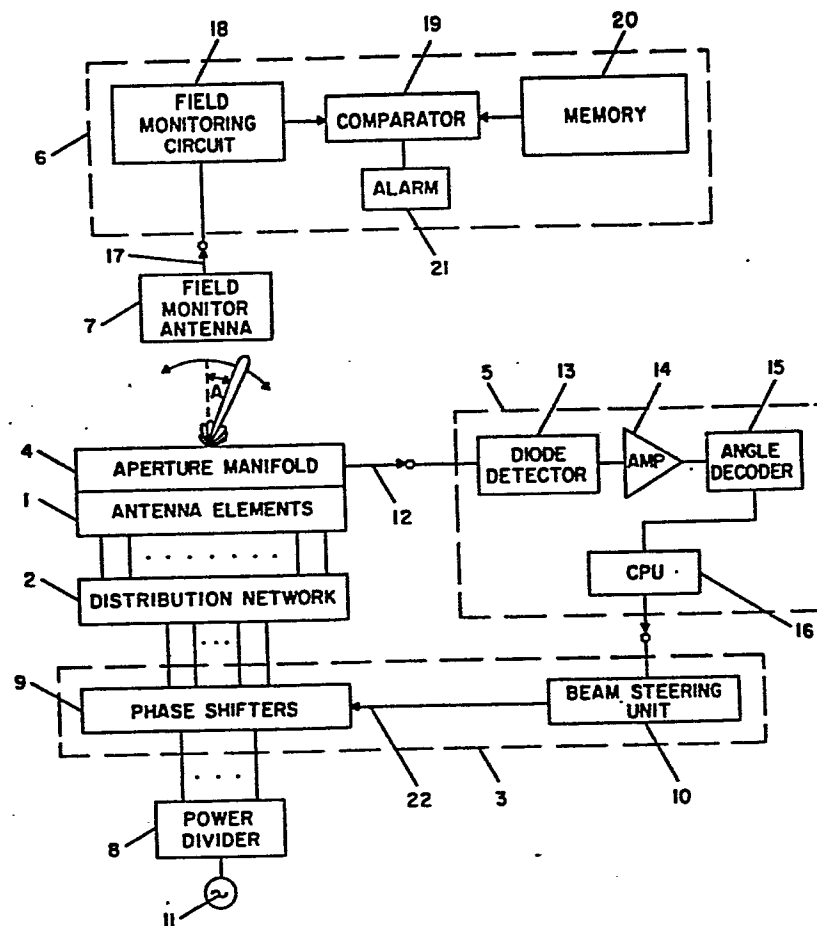 18
19
20
FIELD
MONITORING
CIRCUIT
COMPARATOR
MEMORY
6
ALARM
17
21
FIELD
MONITOR
ANTENNA
7
A
5
13
14
15
4
APERTURE MANIFOLD
DIODE
DETECTOR
AMP
ANGLE
DECODER
12
1
ANTENNA ELEMENTS
2
DISTRIBUTION NETWORK
CPU
16
9
PHASE SHIFTERS
BEAM STEERING
UNIT
22
3
10
8
POWER
DIVIDER
11